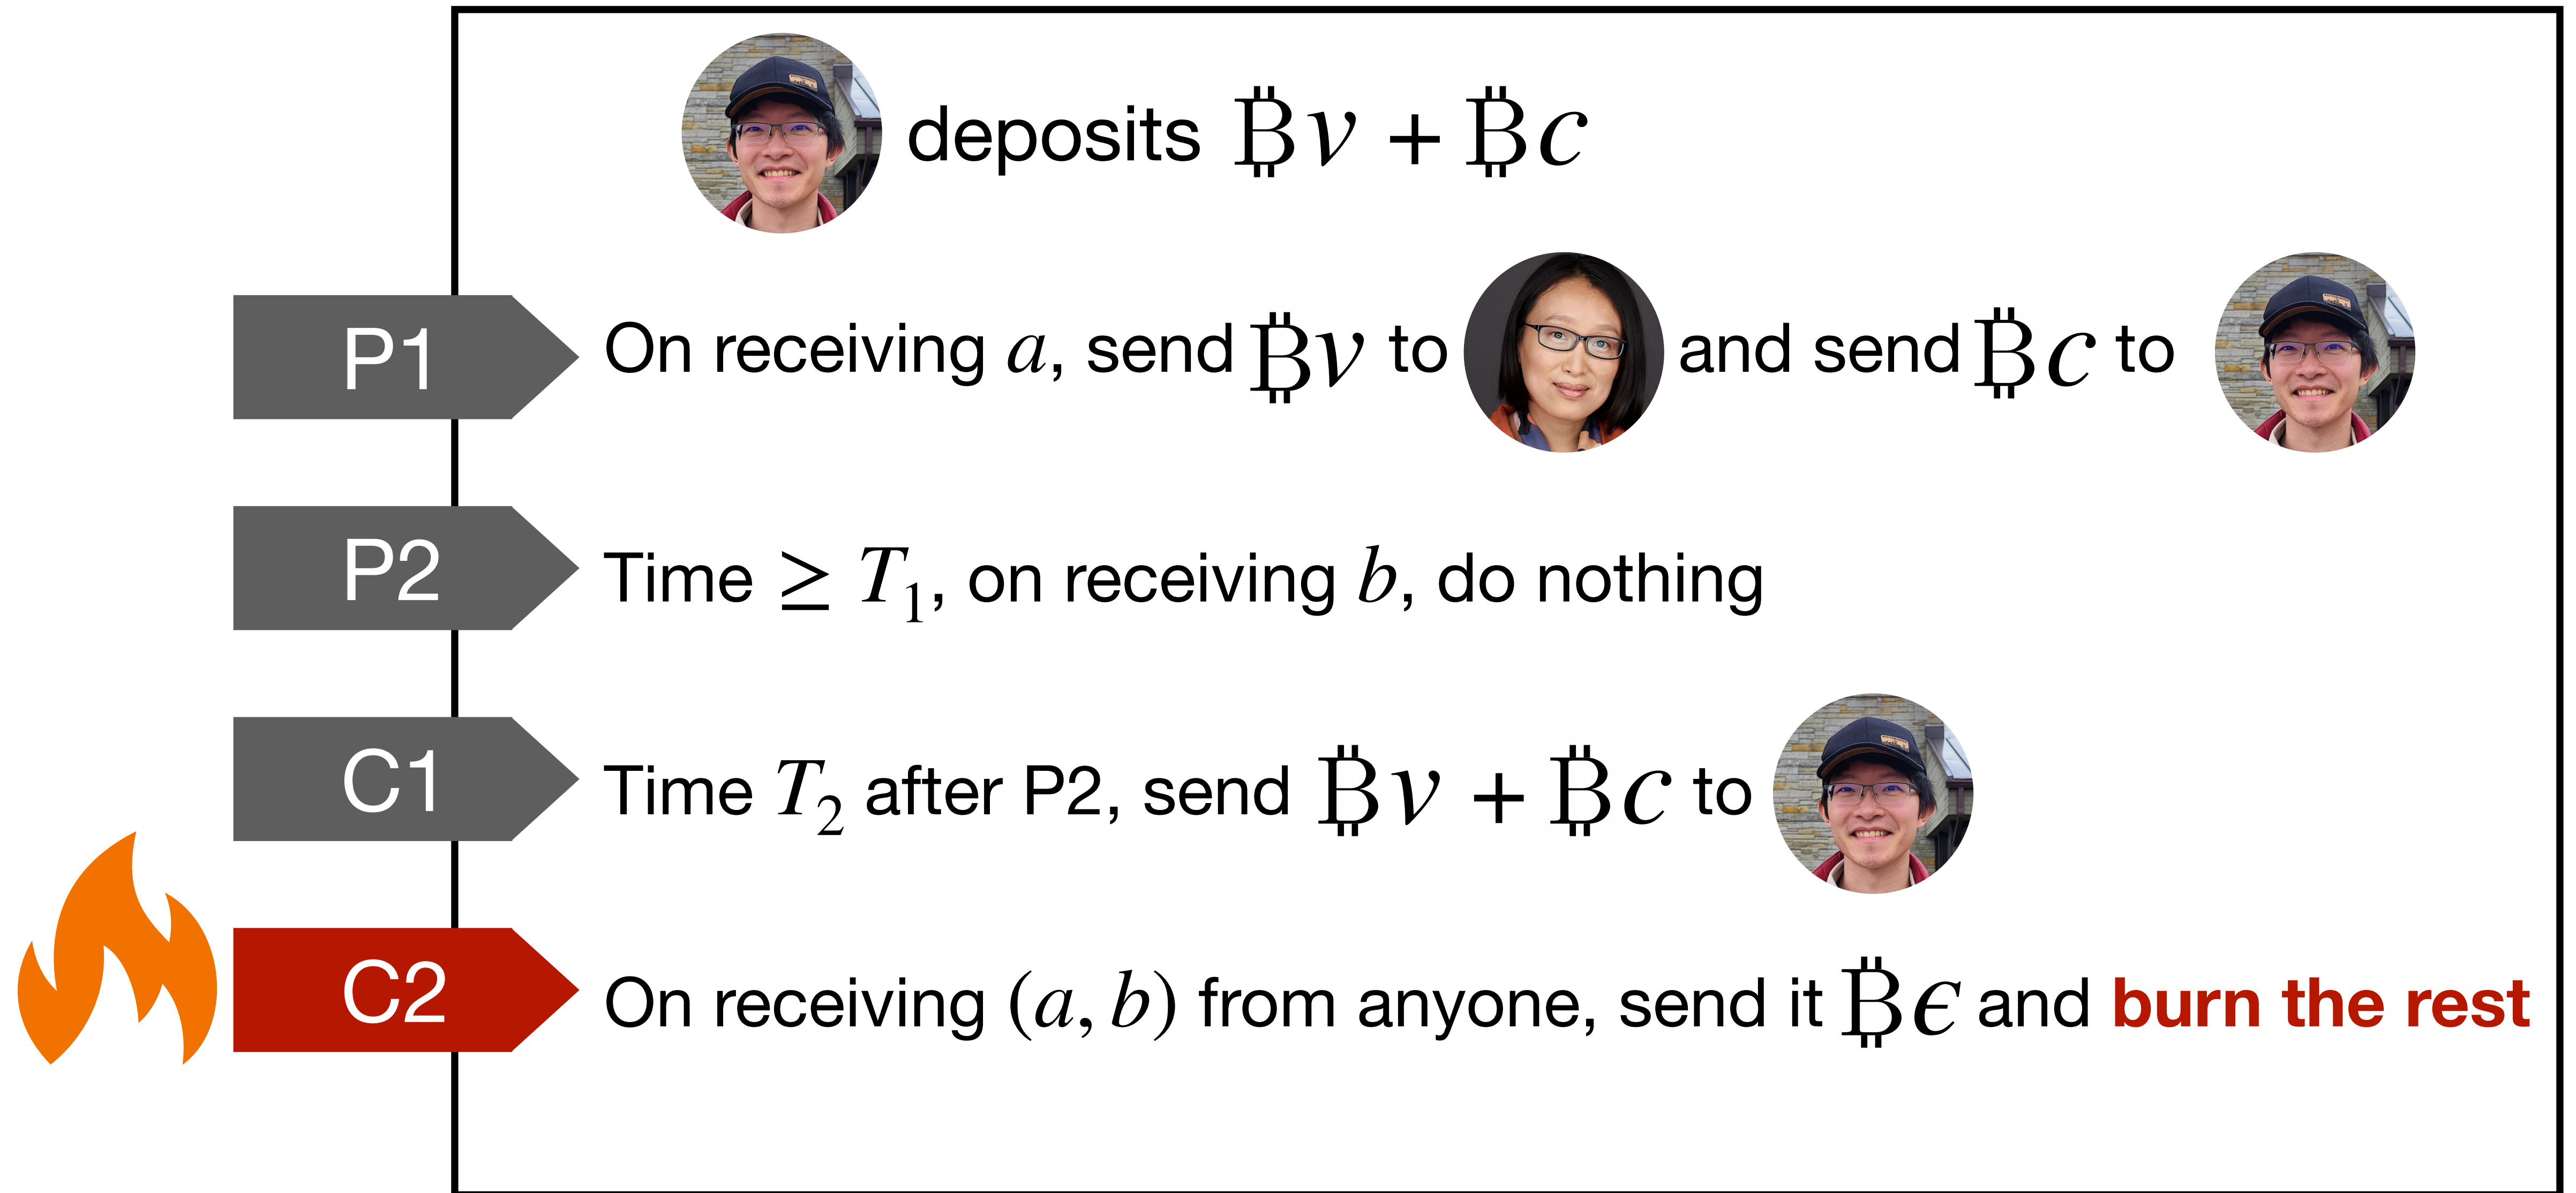 deposits ₿v + ₿c
P1 On receiving a, send ₿v to and send ₿c to
P2 Time ≥ T₁, on receiving b, do nothing
C1 Time T₂ after P2, send ₿v + ₿c to
C2 On receiving (a, b) from anyone, send it ₿ϵ and burn the rest